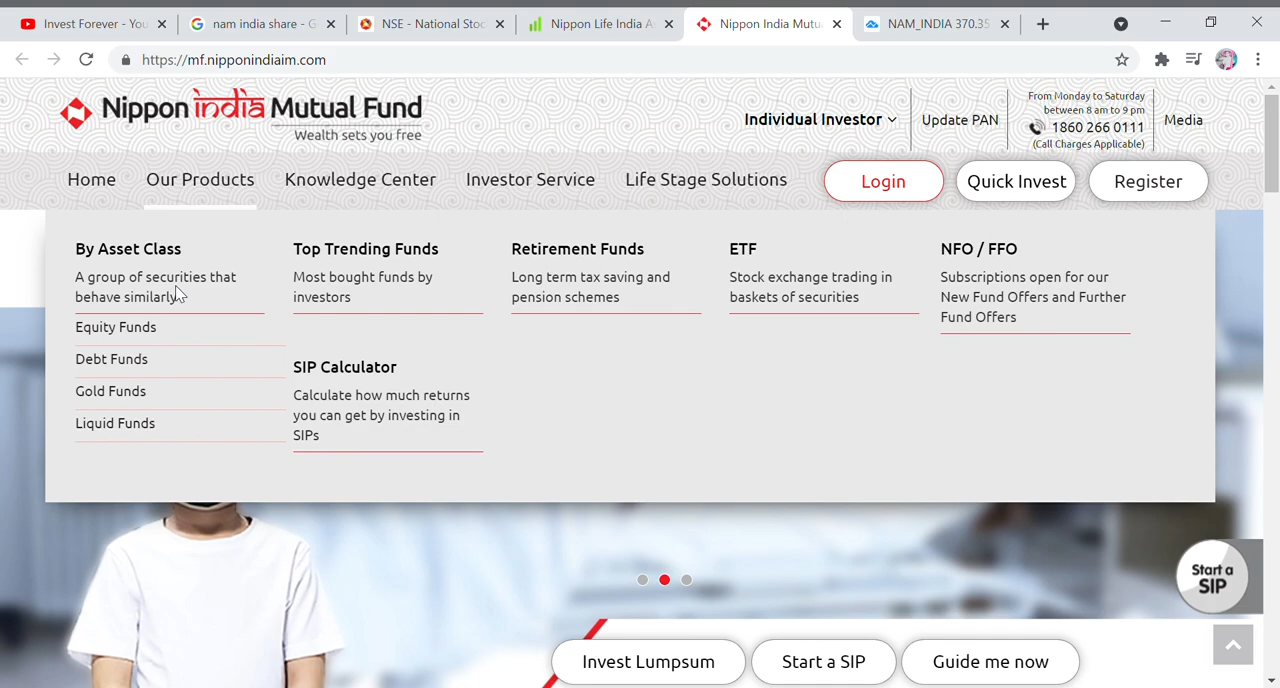 Invest Forever - You
nam india share - G
NSE - National Stoc
Nippon Life India A
Nippon India Mutu
NAM_INDIA 370.35
https://mf.nipponindiaim.com
Nippon india Mutual Fund
Wealth sets you free
Individual Investor
Update PAN
From Monday to Saturday
between 8 am to 9 pm
1860 266 0111
(Call Charges Applicable)
Media
Home
Our Products
Knowledge Center
Investor Service
Life Stage Solutions
Login
Quick Invest
Register
By Asset Class
A group of securities that
behave similarly
Equity Funds
Debt Funds
Gold Funds
Liquid Funds
Top Trending Funds
Most bought funds by
investors
SIP Calculator
Calculate how much returns
you can get by investing in
SIPs
Retirement Funds
Long term tax saving and
pension schemes
ETF
Stock exchange trading in
baskets of securities
NFO / FFO
Subscriptions open for our
New Fund Offers and Further
Fund Offers
Start a
SIP
Invest Lumpsum
Start a SIP
Guide me now